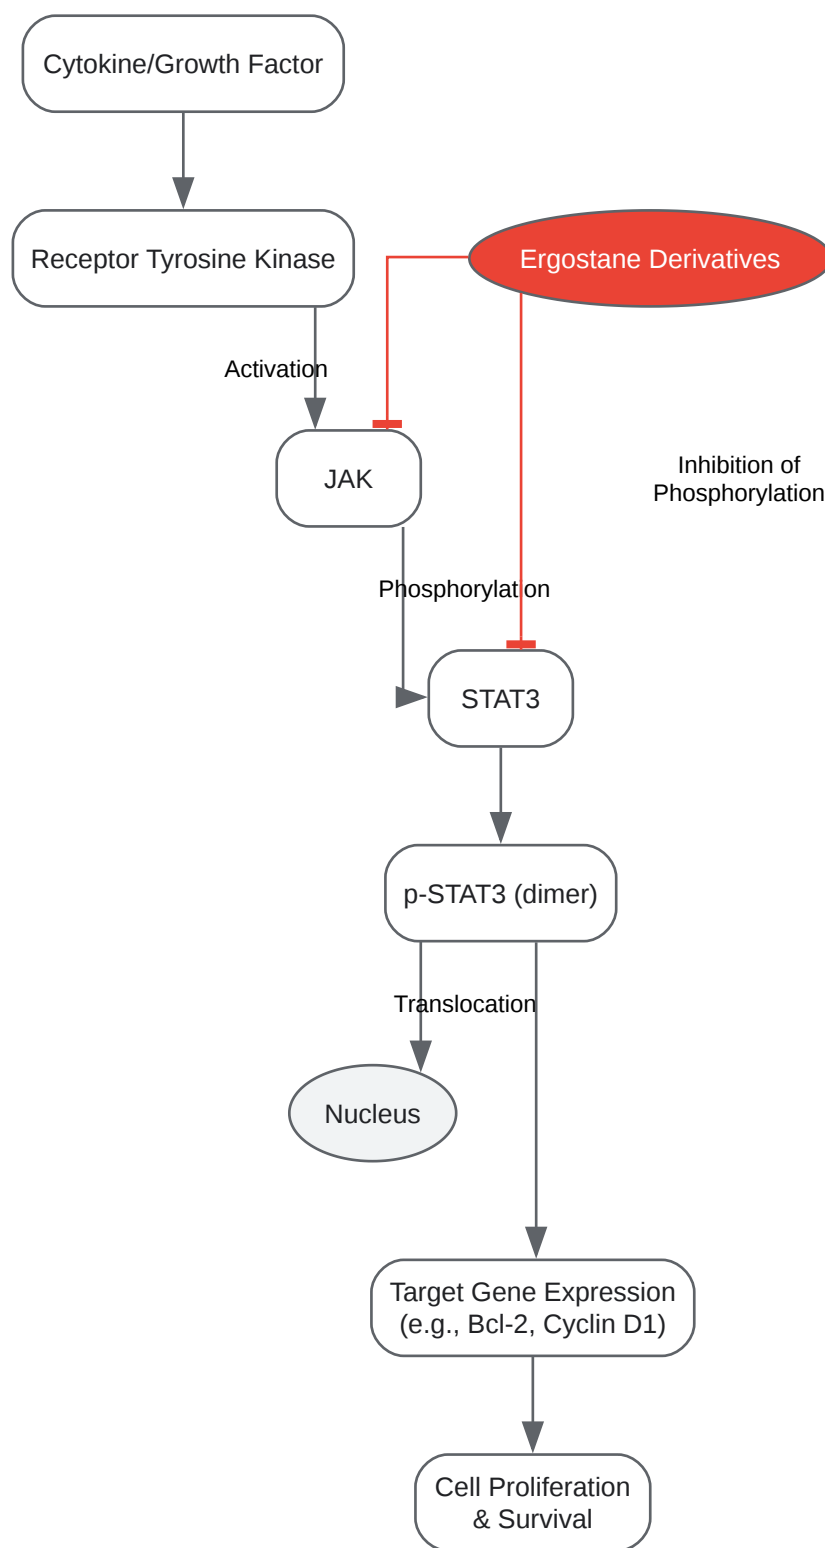 Cytokine/Growth Factor
Receptor Tyrosine Kinase
Ergostane Derivatives
Activation
Inhibition of
Phosphorylation
JAK
Phosphorylation
STAT3
p-STAT3 (dimer)
Translocation
Nucleus
Target Gene Expression
(e.g., Bcl-2, Cyclin D1)
Cell Proliferation
& Survival